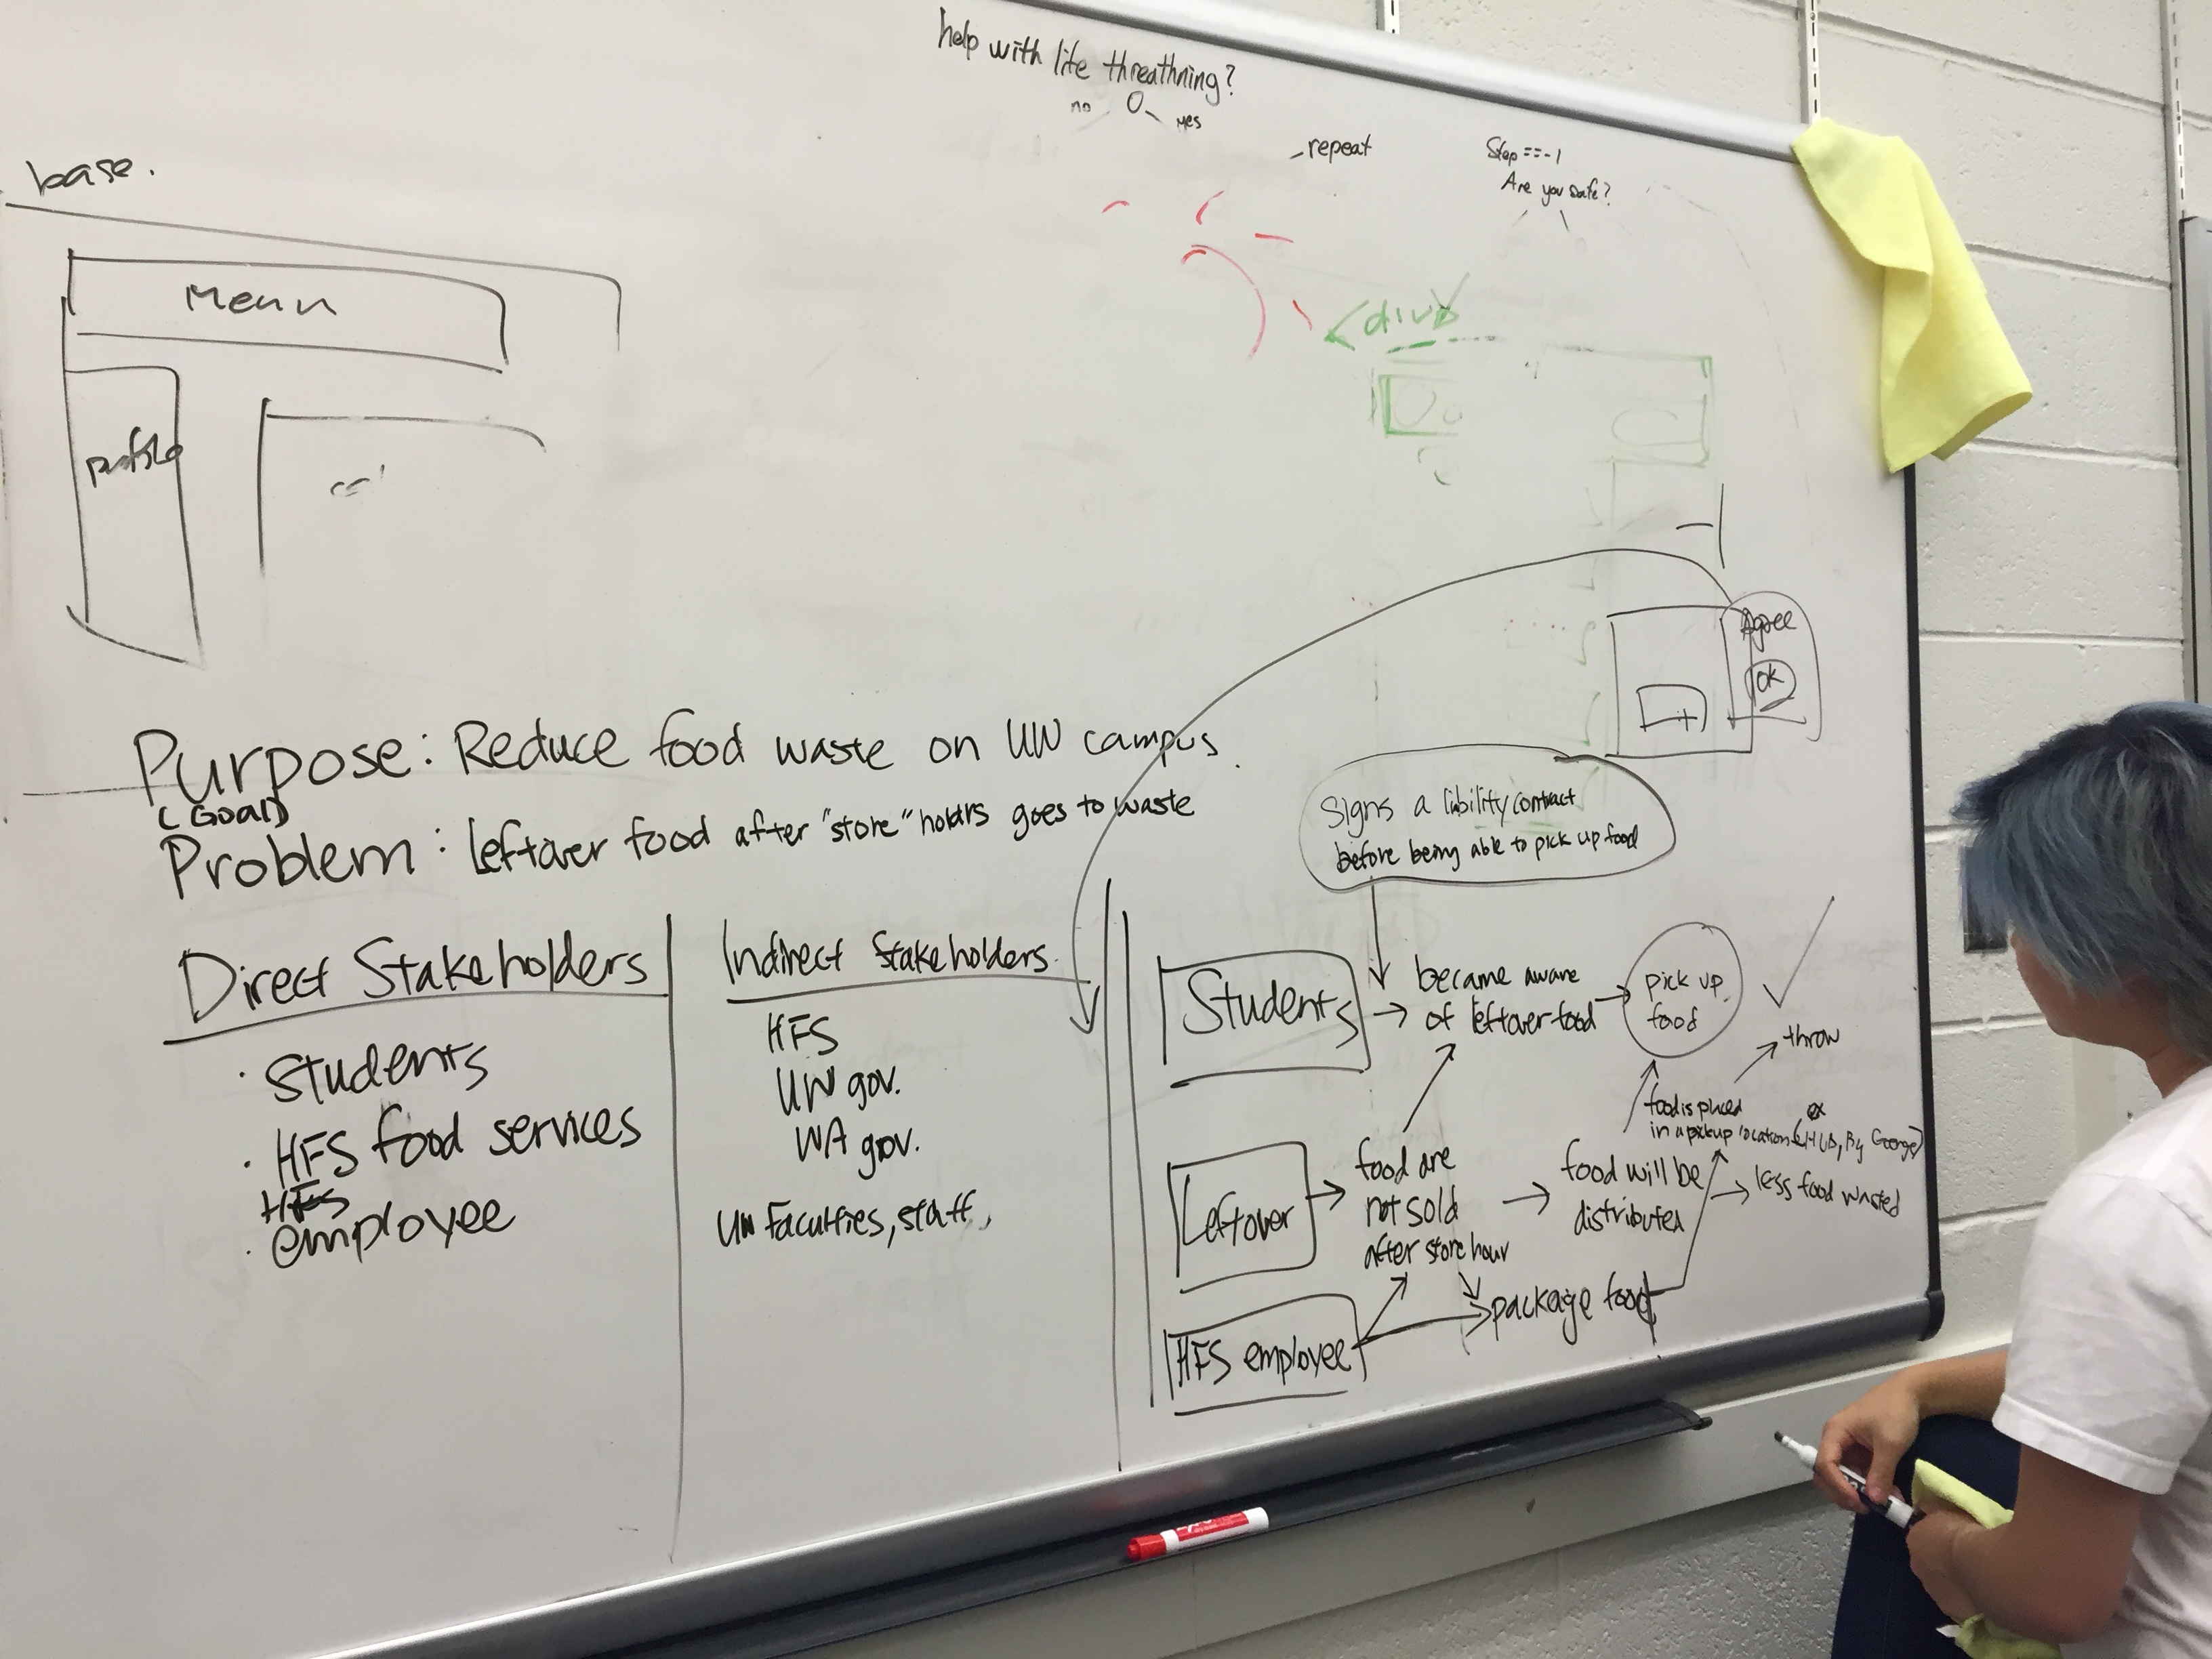 help with life threathning?
no
yes
repeat
Step ==-1
Are you safe?
base.
Menu
profile
Agree
OK
Purpose: Reduce food waste on UW campus.
(Goal)
Problem: Leftover food after "store" hours goes to waste
Signs a libility contract
before being able to pick up food
Direct Stakeholders
· Students
· HFS food services
HFS
· employee
Indirect Stakeholders
HFS
UW gov.
WA gov.
UW Faculties, staff,
Students
became aware
of leftover food
pick up
food
throw
food is placed
in a pickup location (HUB, By George)
ex
Leftover
food are
not sold
after store hour
food will be
distributed
less food wasted
HFS employee
package food